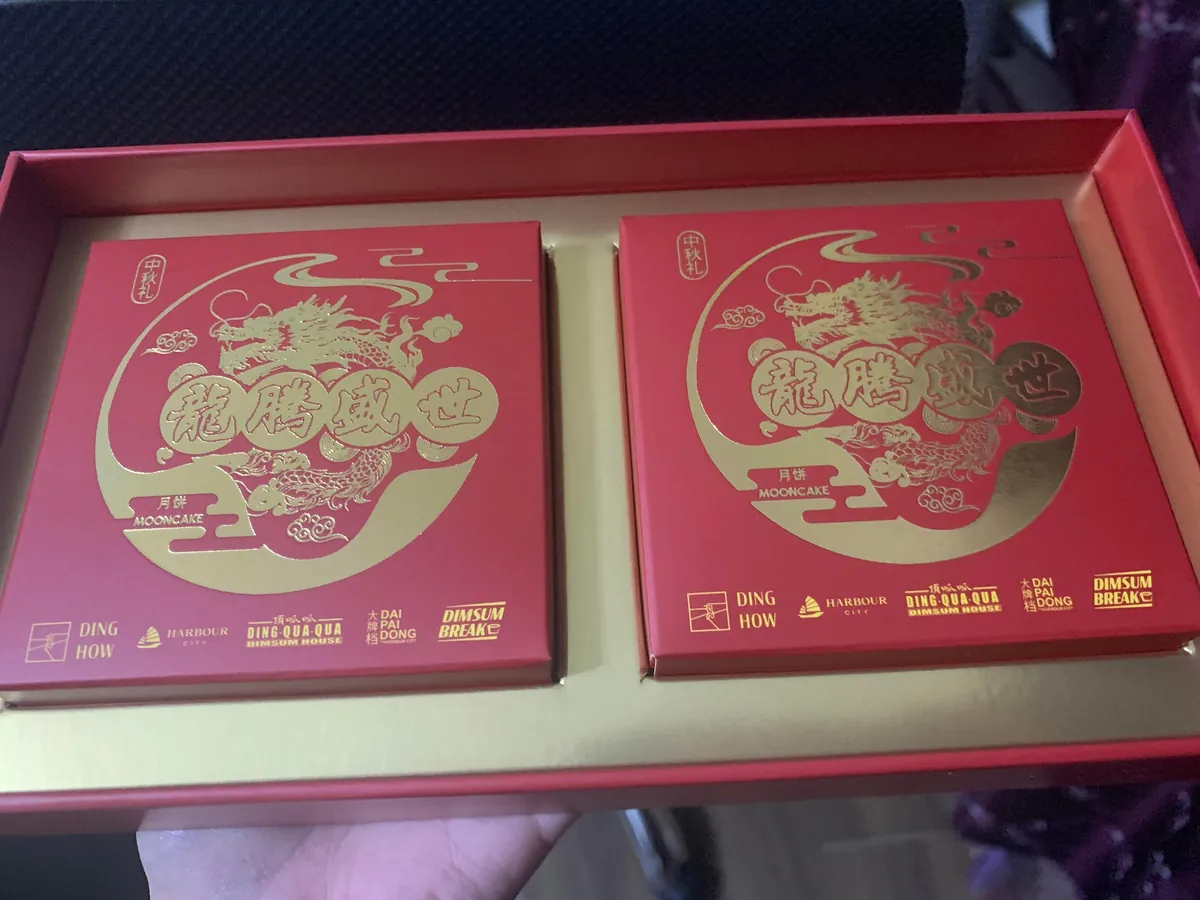 中秋礼
龍腾盛世
月饼
MOONCAKE
DING
HOW
HARBOUR
CITY
頂呱呱
DING·QUA·QUA
DIMSUM HOUSE
大牌档
DAI
PAI
DONG
DIMSUM
BREAK
中秋礼
龍腾盛世
月饼
MOONCAKE
DING
HOW
HARBOUR
CITY
頂呱呱
DING·QUA·QUA
DIMSUM HOUSE
大牌档
DAI
PAI
DONG
DIMSUM
BREAK